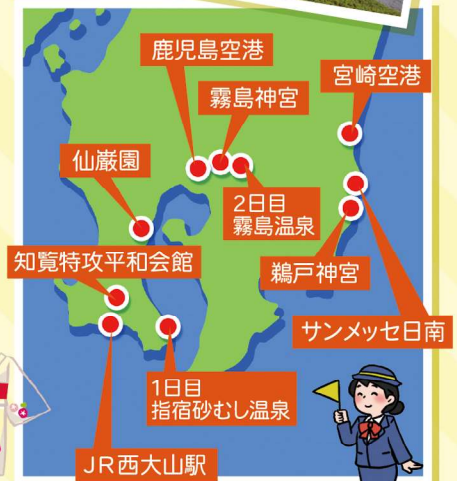 鹿児島空港
宮崎空港
霧島神宮
仙巌園
2日目
霧島温泉
知覧特攻平和会館
鵜戸神宮
サンメッセ日南
1日目
指宿砂むし温泉
JR西大山駅